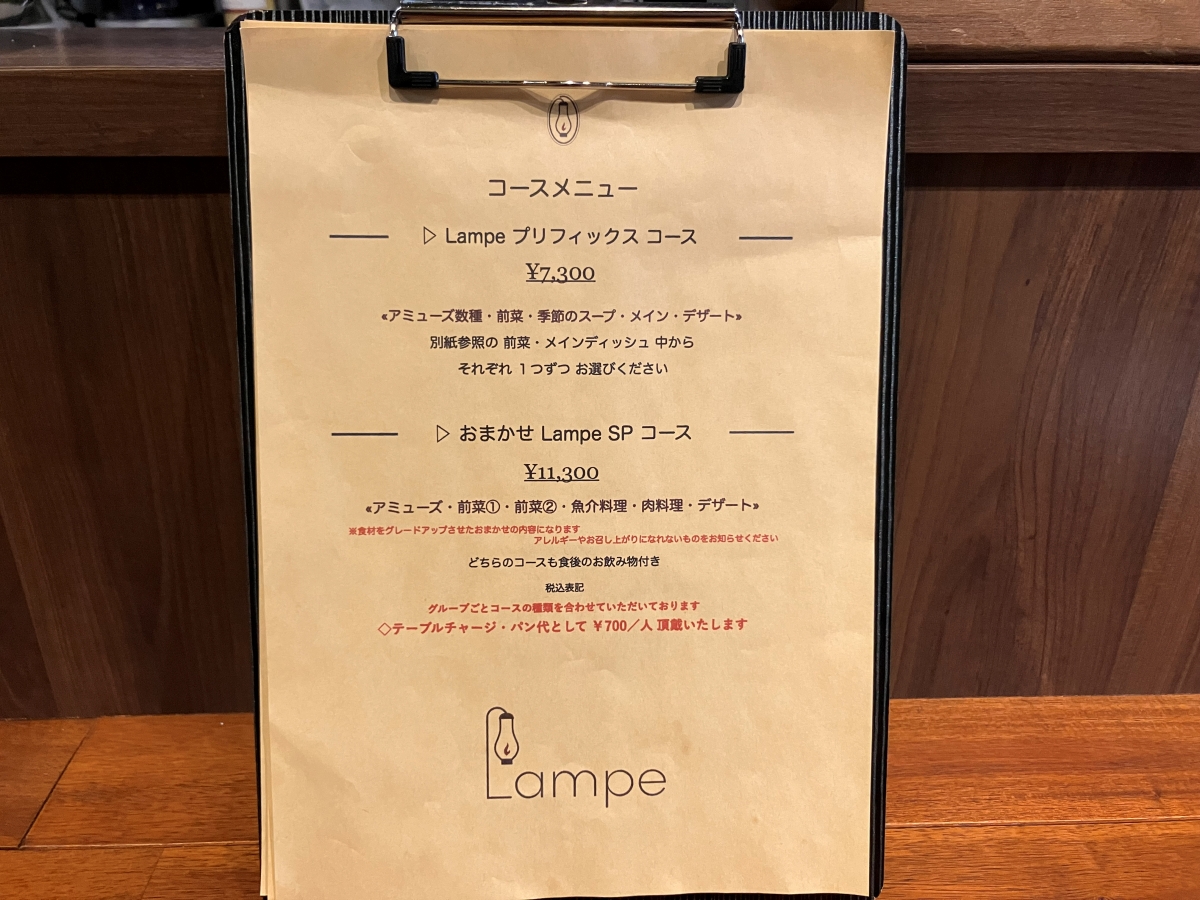 コースメニュー
▷ Lampe プリフィックス コース
¥7,300
«アミューズ数種・前菜・季節のスープ・メイン・デザート»
別紙参照の 前菜・メインディッシュ 中から
それぞれ 1つずつ お選びください
▷ おまかせ Lampe SP コース
¥11,300
«アミューズ・前菜①・前菜②・魚介料理・肉料理・デザート»
※食材をグレードアップさせたおまかせの内容になります
アレルギーやお召し上がりになれないものをお知らせください
どちらのコースも食後のお飲み物付き
税込表記
グループごとコースの種類を合わせていただいております
◇テーブルチャージ・パン代として ¥700／人 頂戴いたします
Lampe